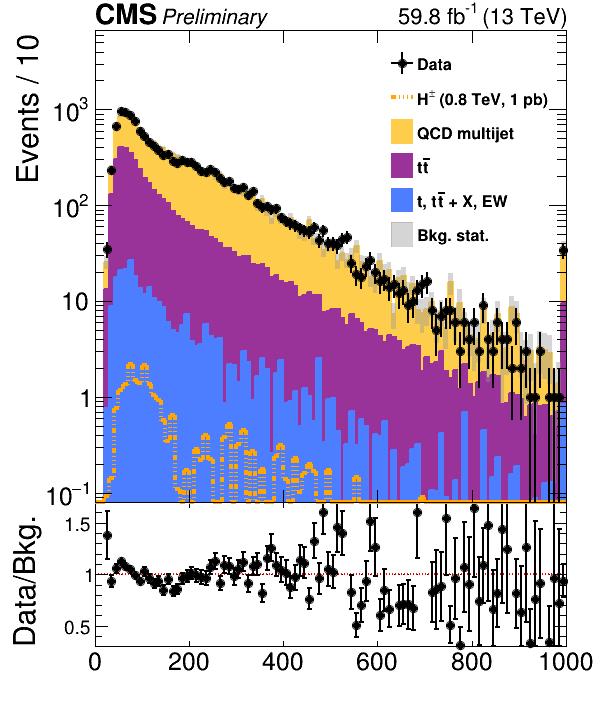 CMS Preliminary 59.8 fb⁻¹ (13 TeV)
Events / 10
10³
10²
10
1
10⁻¹
Data
H± (0.8 TeV, 1 pb)
QCD multijet
tt̄
t, tt̄ + X, EW
Bkg. stat.
Data/Bkg.
1.5
1
0.5
0 200 400 600 800 1000